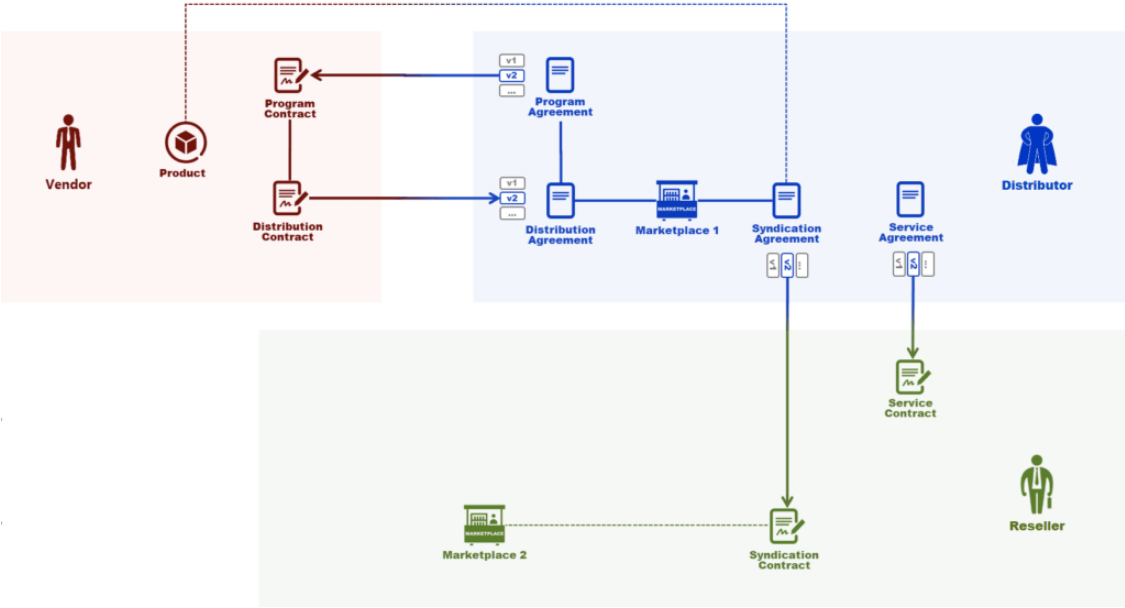 v1
v2
...
Program
Contract
Program
Agreement
Vendor
Product
Distributor
v1
v2
...
Distribution
Contract
Distribution
Agreement
MARKETPLACE
Marketplace 1
Syndication
Agreement
Service
Agreement
v1
v2
...
v1
v2
...
Service
Contract
Reseller
MARKETPLACE
Marketplace 2
Syndication
Contract